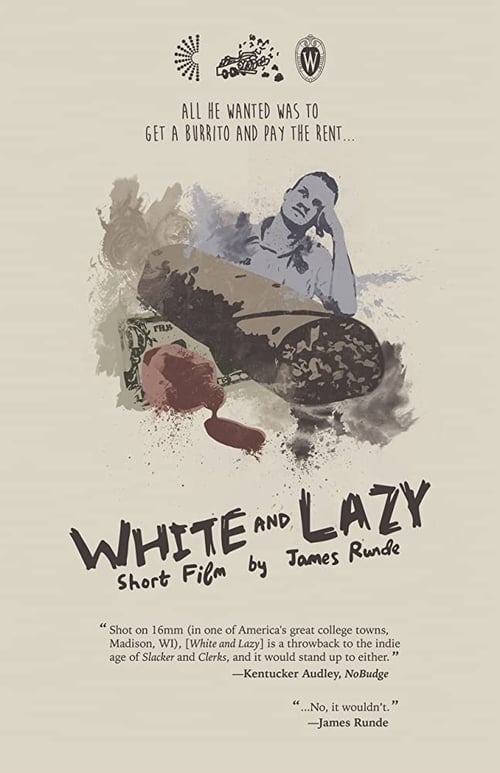 W
ALL HE WANTED WAS TO
GET A BURRITO AND PAY THE RENT...
WHITE AND LAZY
Short Film by James Runde
“ Shot on 16mm (in one of America's great college towns,
Madison, WI), [White and Lazy] is a throwback to the indie
age of Slacker and Clerks, and it would stand up to either. ”
—Kentucker Audley, NoBudge
“ ...No, it wouldn't. ”
—James Runde